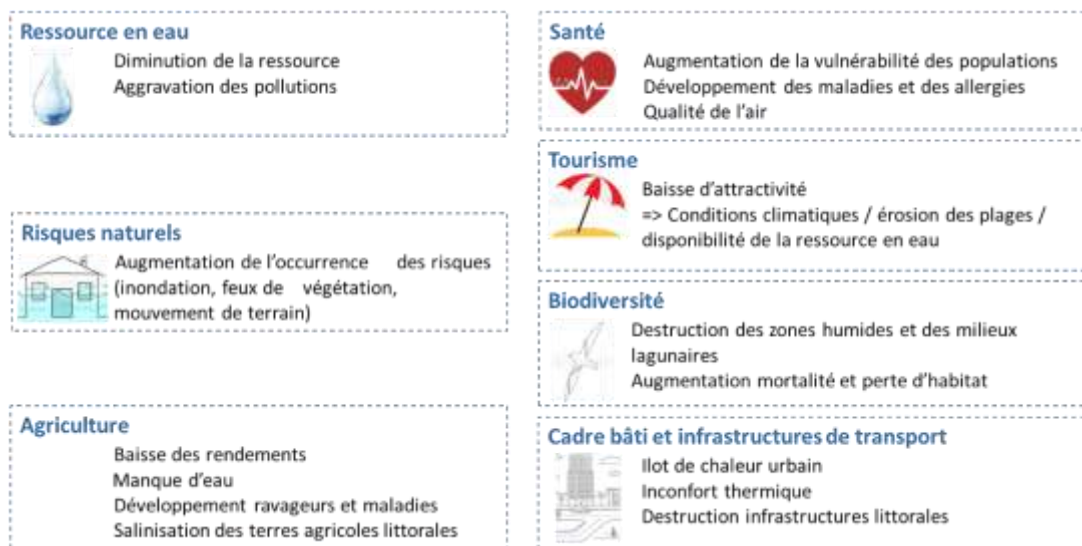 Ressource en eau
Diminution de la ressource
Aggravation des pollutions
Risques naturels
Augmentation de l'occurrence des risques
(inondation, feux de végétation,
mouvement de terrain)
Agriculture
Baisse des rendements
Manque d'eau
Développement ravageurs et maladies
Salinisation des terres agricoles littorales
Santé
Augmentation de la vulnérabilité des populations
Développement des maladies et des allergies
Qualité de l'air
Tourisme
Baisse d'attractivité
=> Conditions climatiques / érosion des plages /
disponibilité de la ressource en eau
Biodiversité
Destruction des zones humides et des milieux
lagunaires
Augmentation mortalité et perte d'habitat
Cadre bâti et infrastructures de transport
Ilot de chaleur urbain
Inconfort thermique
Destruction infrastructures littorales